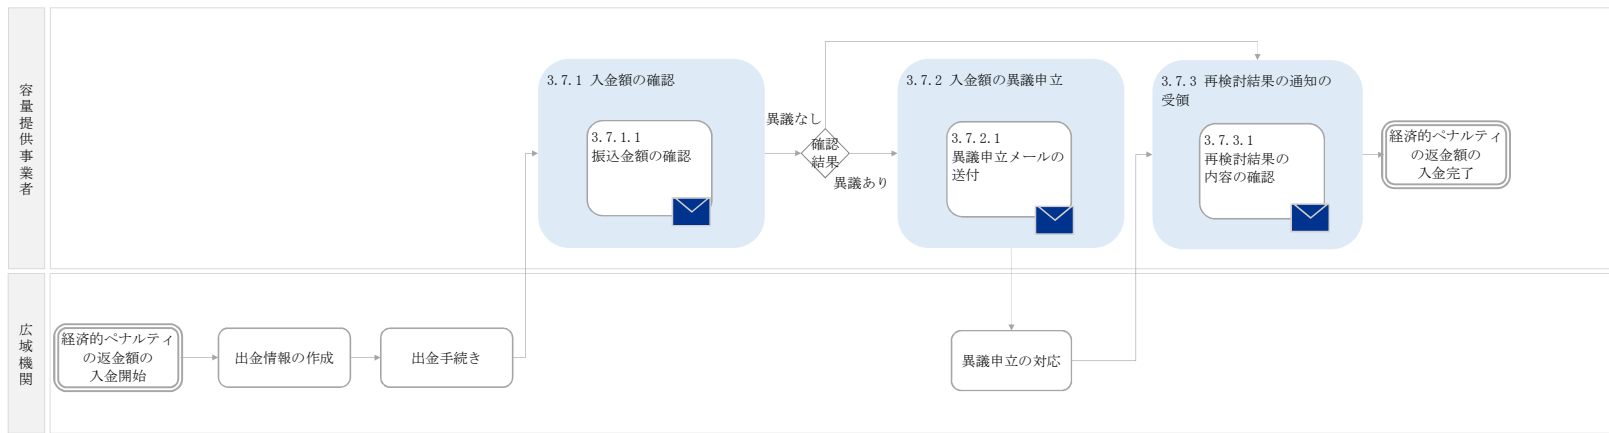 容量提供事業者
3.7.1 入金額の確認
3.7.1.1
振込金額の確認
異議なし
確認
結果
異議あり
3.7.2 入金額の異議申立
3.7.2.1
異議申立メールの
送付
3.7.3 再検討結果の通知の
受領
3.7.3.1
再検討結果の
内容の確認
経済的ペナルティ
の返金額の
入金完了
広域機関
経済的ペナルティ
の返金額の
入金開始
出金情報の作成
出金手続き
異議申立の対応